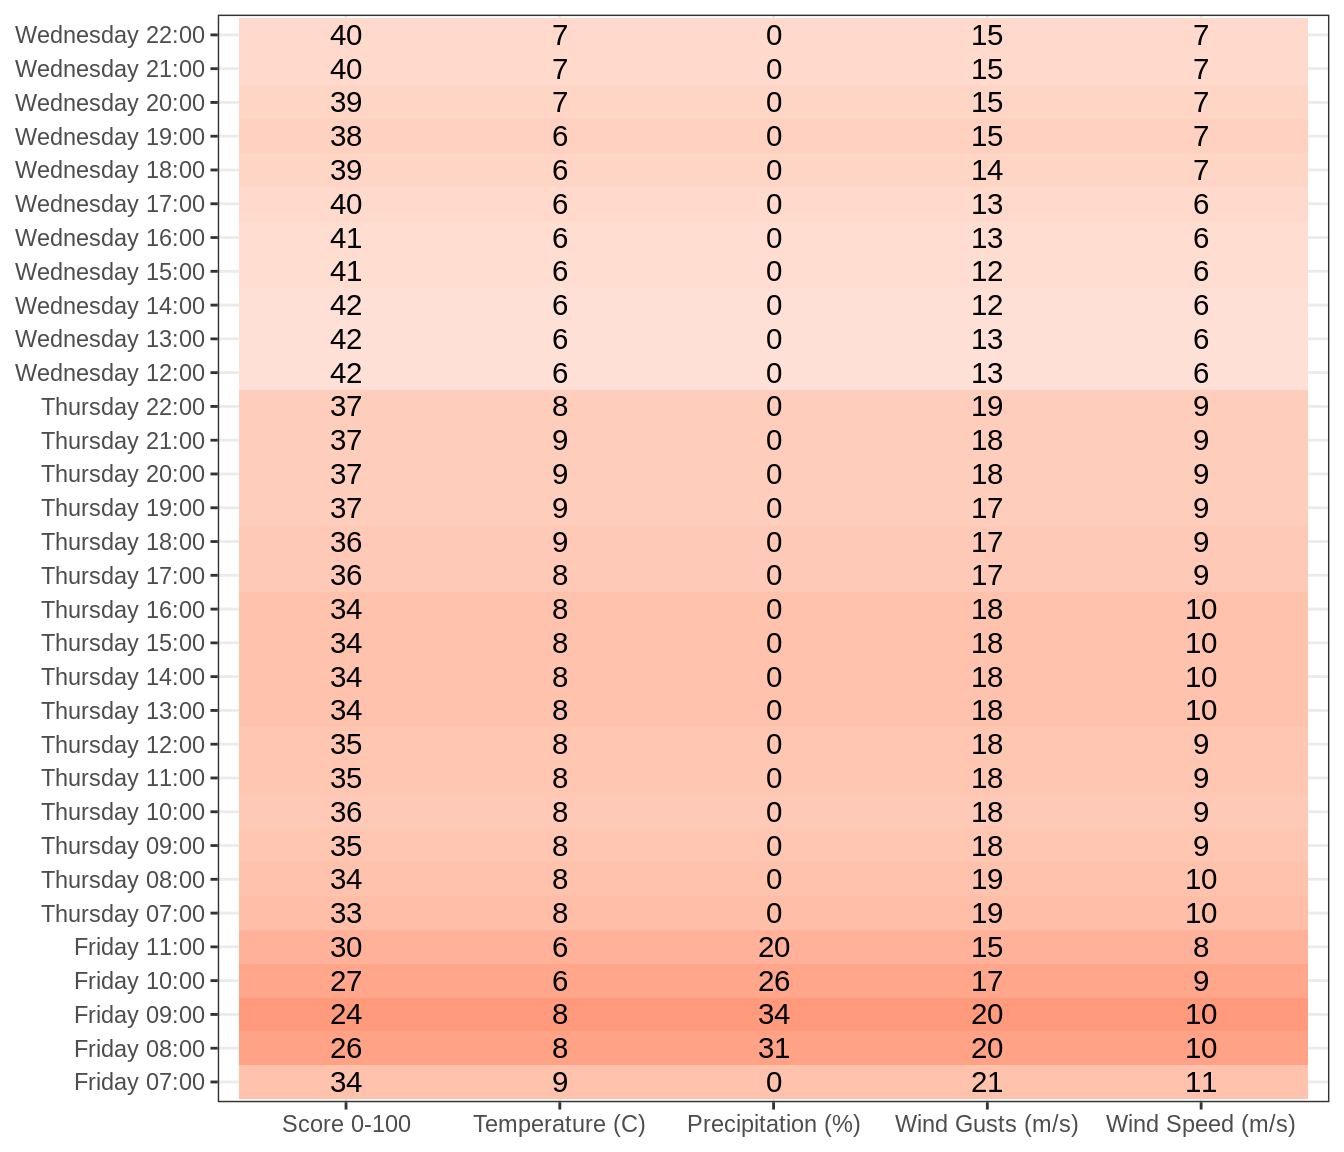 Wednesday 22:00 40 7 0 15 7
Wednesday 21:00 40 7 0 15 7
Wednesday 20:00 39 7 0 15 7
Wednesday 19:00 38 6 0 15 7
Wednesday 18:00 39 6 0 14 7
Wednesday 17:00 40 6 0 13 6
Wednesday 16:00 41 6 0 13 6
Wednesday 15:00 41 6 0 12 6
Wednesday 14:00 42 6 0 12 6
Wednesday 13:00 42 6 0 13 6
Wednesday 12:00 42 6 0 13 6
Thursday 22:00 37 8 0 19 9
Thursday 21:00 37 9 0 18 9
Thursday 20:00 37 9 0 18 9
Thursday 19:00 37 9 0 17 9
Thursday 18:00 36 9 0 17 9
Thursday 17:00 36 8 0 17 9
Thursday 16:00 34 8 0 18 10
Thursday 15:00 34 8 0 18 10
Thursday 14:00 34 8 0 18 10
Thursday 13:00 34 8 0 18 10
Thursday 12:00 35 8 0 18 9
Thursday 11:00 35 8 0 18 9
Thursday 10:00 36 8 0 18 9
Thursday 09:00 35 8 0 18 9
Thursday 08:00 34 8 0 19 10
Thursday 07:00 33 8 0 19 10
Friday 11:00 30 6 20 15 8
Friday 10:00 27 6 26 17 9
Friday 09:00 24 8 34 20 10
Friday 08:00 26 8 31 20 10
Friday 07:00 34 9 0 21 11
Score 0-100 Temperature (C) Precipitation (%) Wind Gusts (m/s) Wind Speed (m/s)